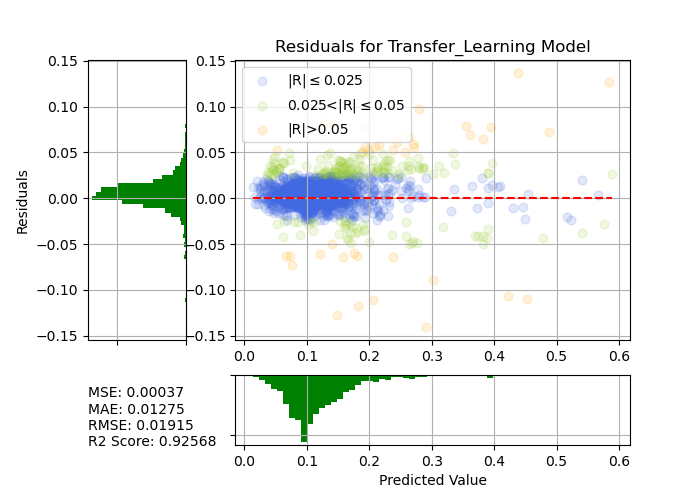 Residuals for Transfer_Learning Model
|R| ≤ 0.025
0.025<|R| ≤ 0.05
|R|>0.05
0.15
0.10
0.05
0.00
−0.05
−0.10
−0.15
Residuals
0.15
0.10
0.05
0.00
−0.05
−0.10
−0.15
0.0 0.1 0.2 0.3 0.4 0.5 0.6
MSE: 0.00037
MAE: 0.01275
RMSE: 0.01915
R2 Score: 0.92568
0.0 0.1 0.2 0.3 0.4 0.5 0.6
Predicted Value